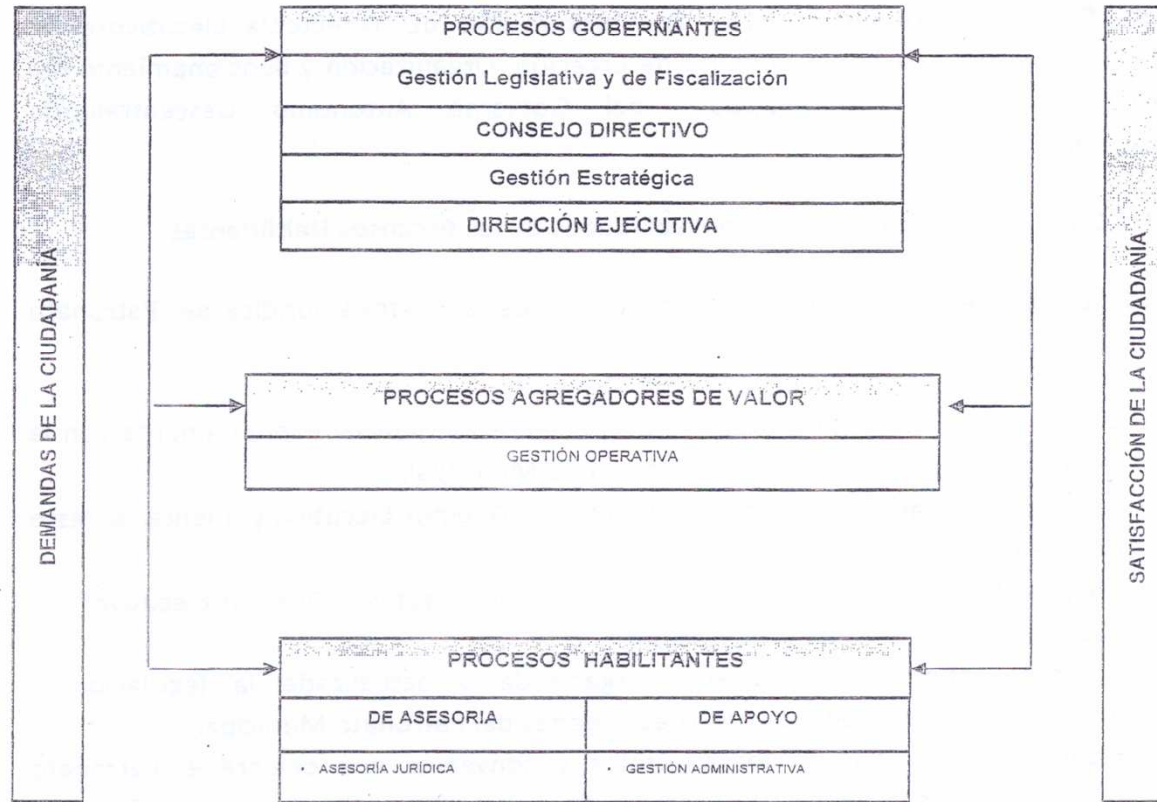 DEMANDAS DE LA CIUDADANÍA
PROCESOS GOBERNANTES
Gestión Legislativa y de Fiscalización
CONSEJO DIRECTIVO
Gestión Estratégica
DIRECCIÓN EJECUTIVA
PROCESOS AGREGADORES DE VALOR
GESTIÓN OPERATIVA
PROCESOS HABILITANTES
DE ASESORIA
DE APOYO
· ASESORÍA JURÍDICA
· GESTIÓN ADMINISTRATIVA
SATISFACCIÓN DE LA CIUDADANÍA